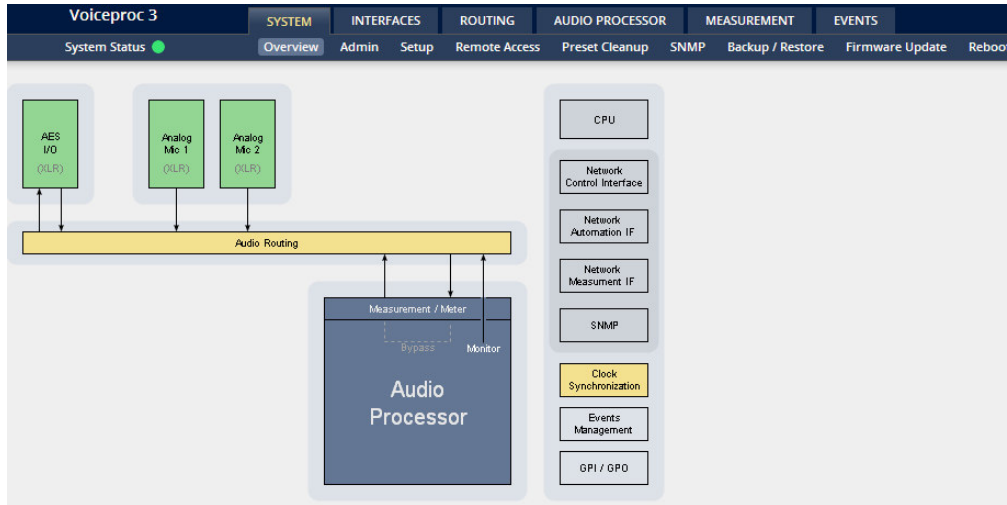 Voiceproc 3
SYSTEM INTERFACES ROUTING AUDIO PROCESSOR MEASUREMENT EVENTS
System Status
Overview Admin Setup Remote Access Preset Cleanup SNMP Backup / Restore Firmware Update Reboot
AES
I/O
(XLR)
Analog
Mic 1
(XLR)
Analog
Mic 2
(XLR)
Audio Routing
Measurement / Meter
Bypass
Monitor
Audio
Processor
CPU
Network
Control Interface
Network
Automation IF
Network
Measument IF
SNMP
Clock
Synchronization
Events
Management
GPI / GPO